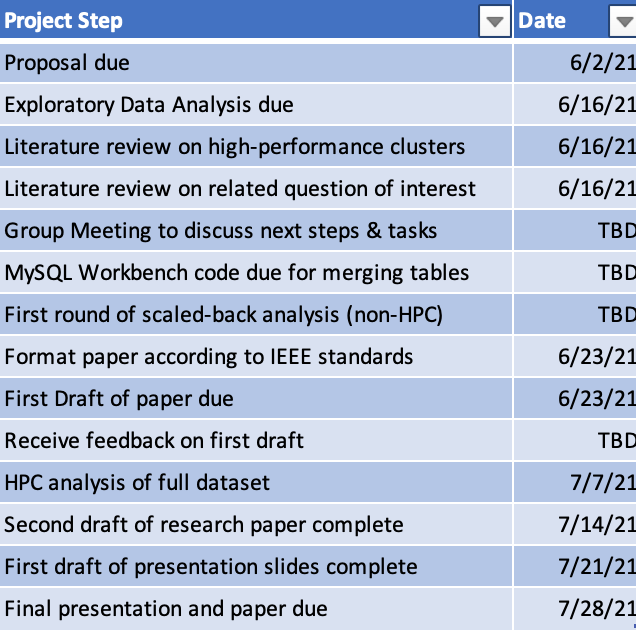 Project Step Date
Proposal due 6/2/21
Exploratory Data Analysis due 6/16/21
Literature review on high-performance clusters 6/16/21
Literature review on related question of interest 6/16/21
Group Meeting to discuss next steps & tasks TBD
MySQL Workbench code due for merging tables TBD
First round of scaled-back analysis (non-HPC) TBD
Format paper according to IEEE standards 6/23/21
First Draft of paper due 6/23/21
Receive feedback on first draft TBD
HPC analysis of full dataset 7/7/21
Second draft of research paper complete 7/14/21
First draft of presentation slides complete 7/21/21
Final presentation and paper due 7/28/21